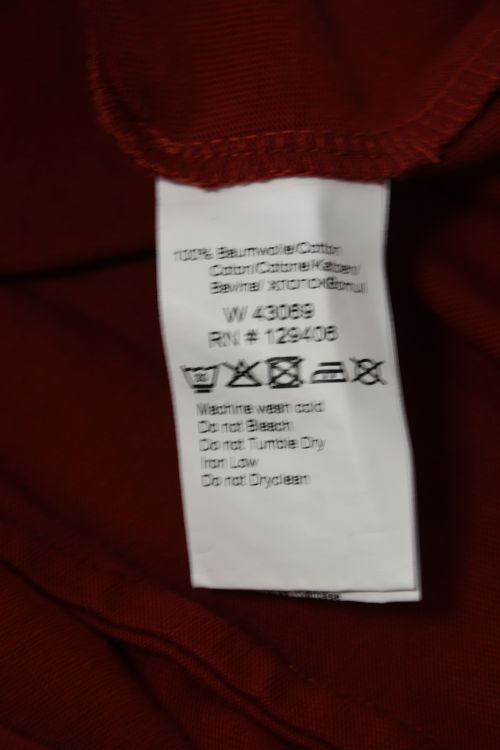 100% Baumwolle/Cotton
Coton/Cotone/Katoen/
W 43069
RN # 129406
Machine wash cold
Do not Bleach
Do not Tumble Dry
Iron Low
Do not Dryclean